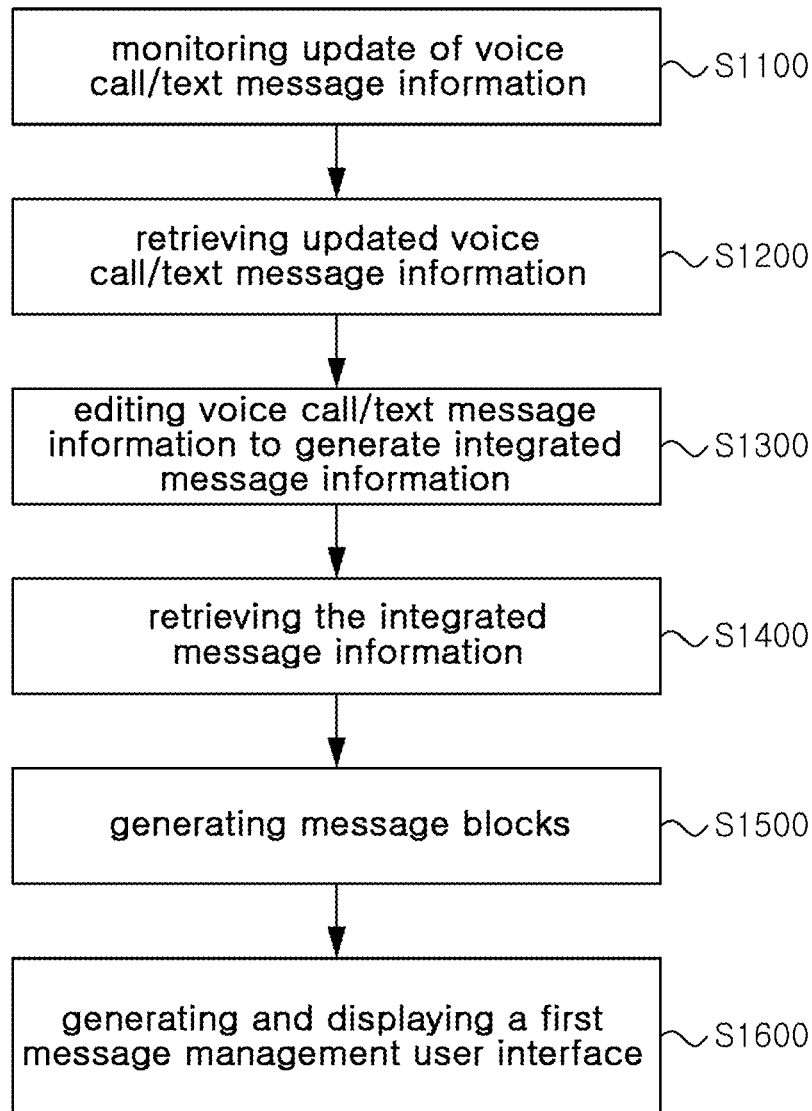 monitoring update of voice
call/text message information
S1100
retrieving updated voice
call/text message information
S1200
editing voice call/text message
information to generate integrated
message information
S1300
retrieving the integrated
message information
S1400
generating message blocks
S1500
generating and displaying a first
message management user interface
S1600